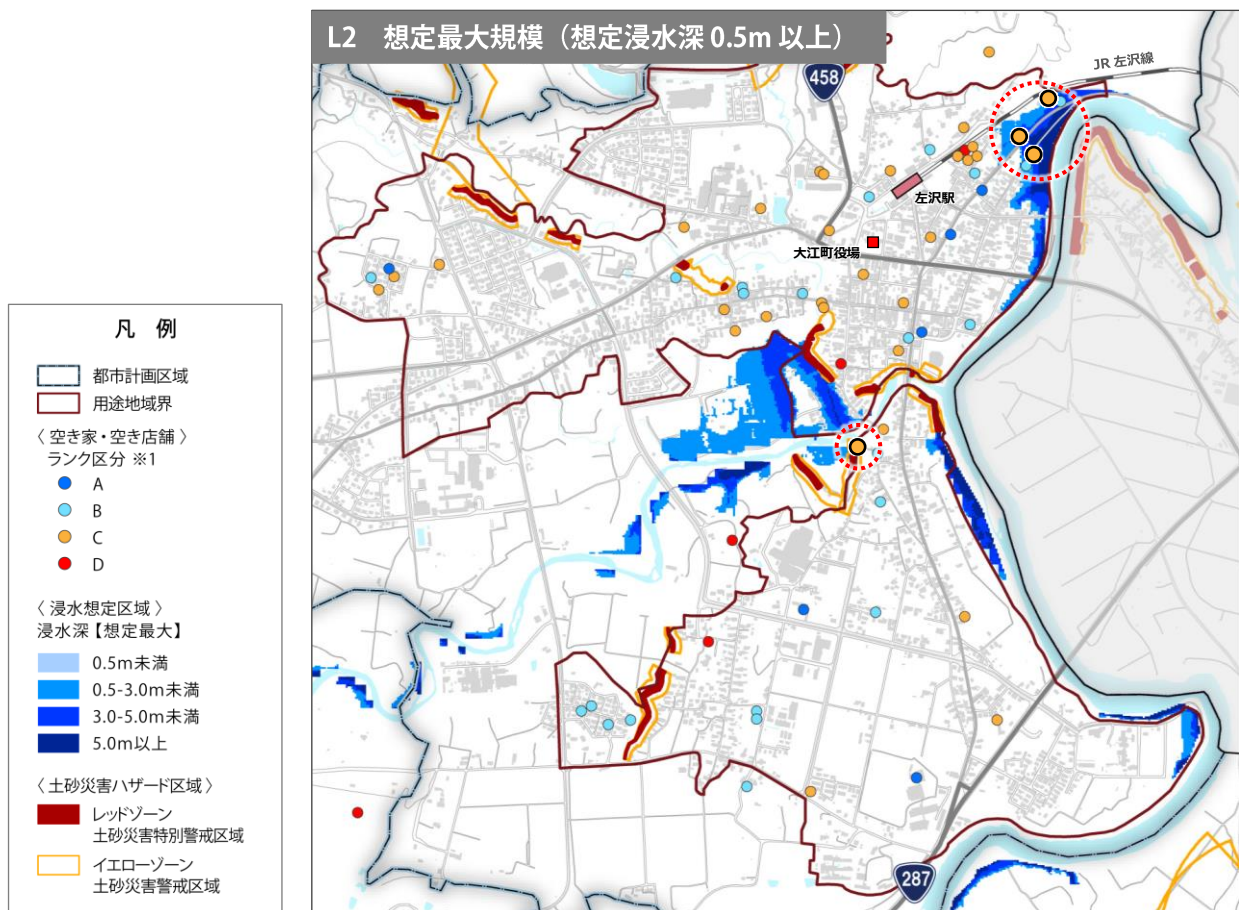 L2 想定最大規模（想定浸水深 0.5m 以上）
JR 左沢線
458
左沢駅
大江町役場
287
凡 例
都市計画区域
用途地域界
〈 空き家・空き店舗 〉
ランク区分 ※1
A
B
C
D
〈 浸水想定区域 〉
浸水深【想定最大】
0.5m未満
0.5-3.0m未満
3.0-5.0m未満
5.0m以上
〈 土砂災害ハザード区域 〉
レッドゾーン
土砂災害特別警戒区域
イエローゾーン
土砂災害警戒区域